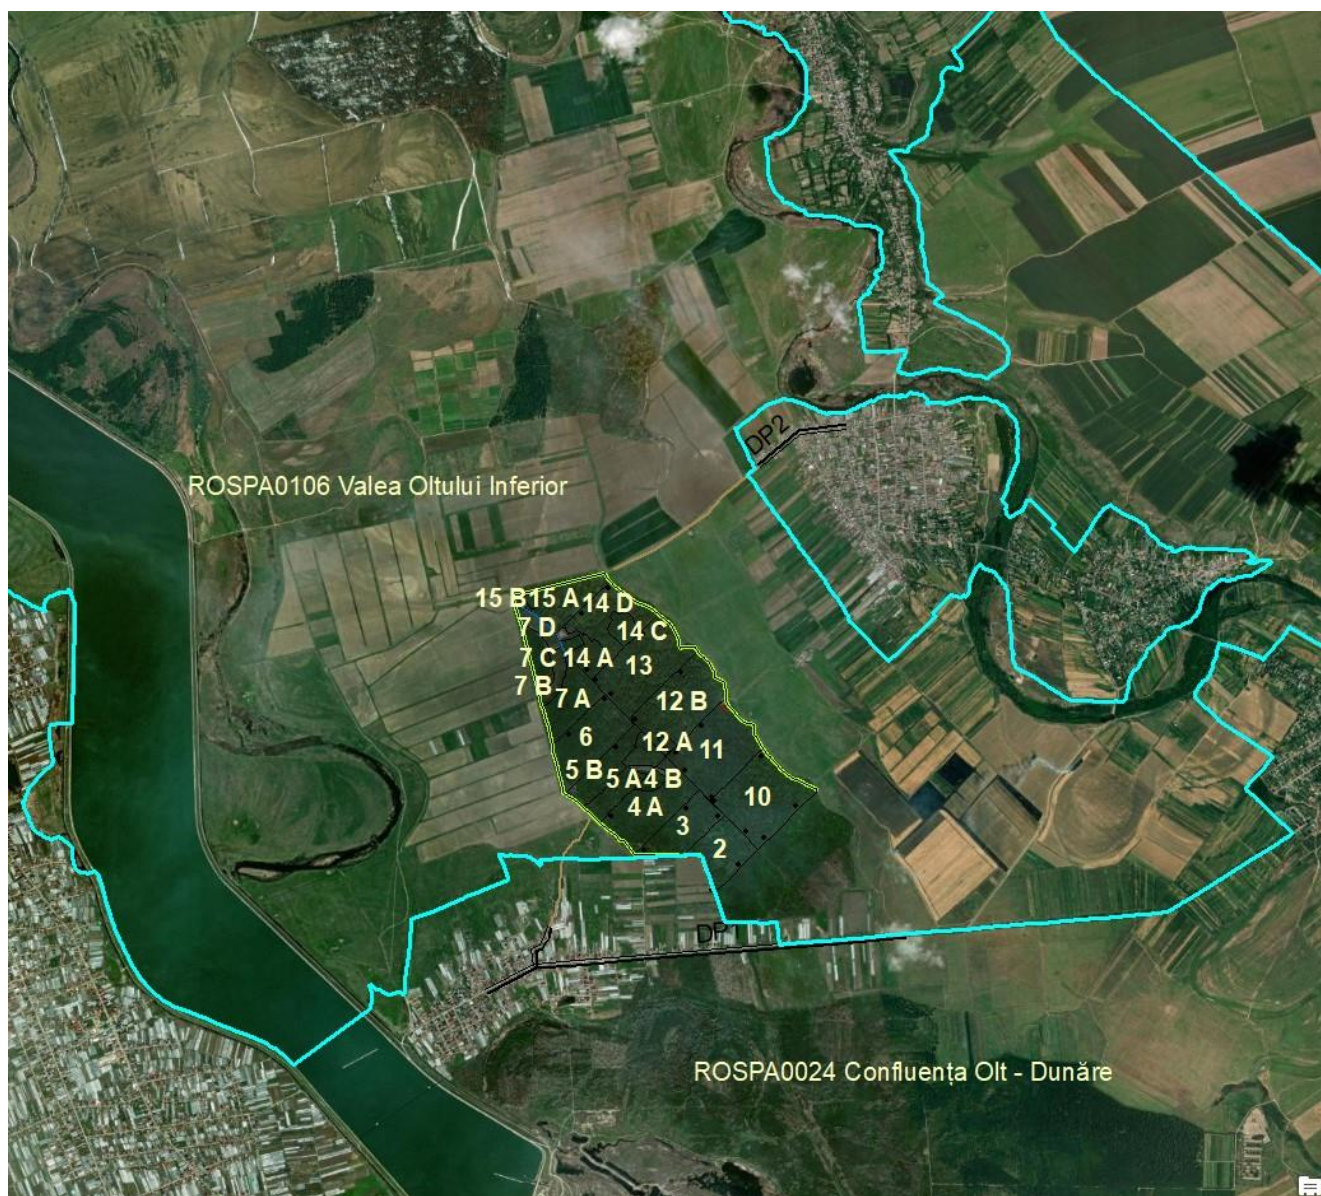 DP2
ROSPA0106 Valea Oltului Inferior
15 B 15 A 14 D
7 D 14 C
7 C 14 A 13
7 B 7 A 12 B
6 12 A 11
5 B 5 A 4 B
4 A 10
3
2
DP1
ROSPA0024 Confluența Olt - Dunăre